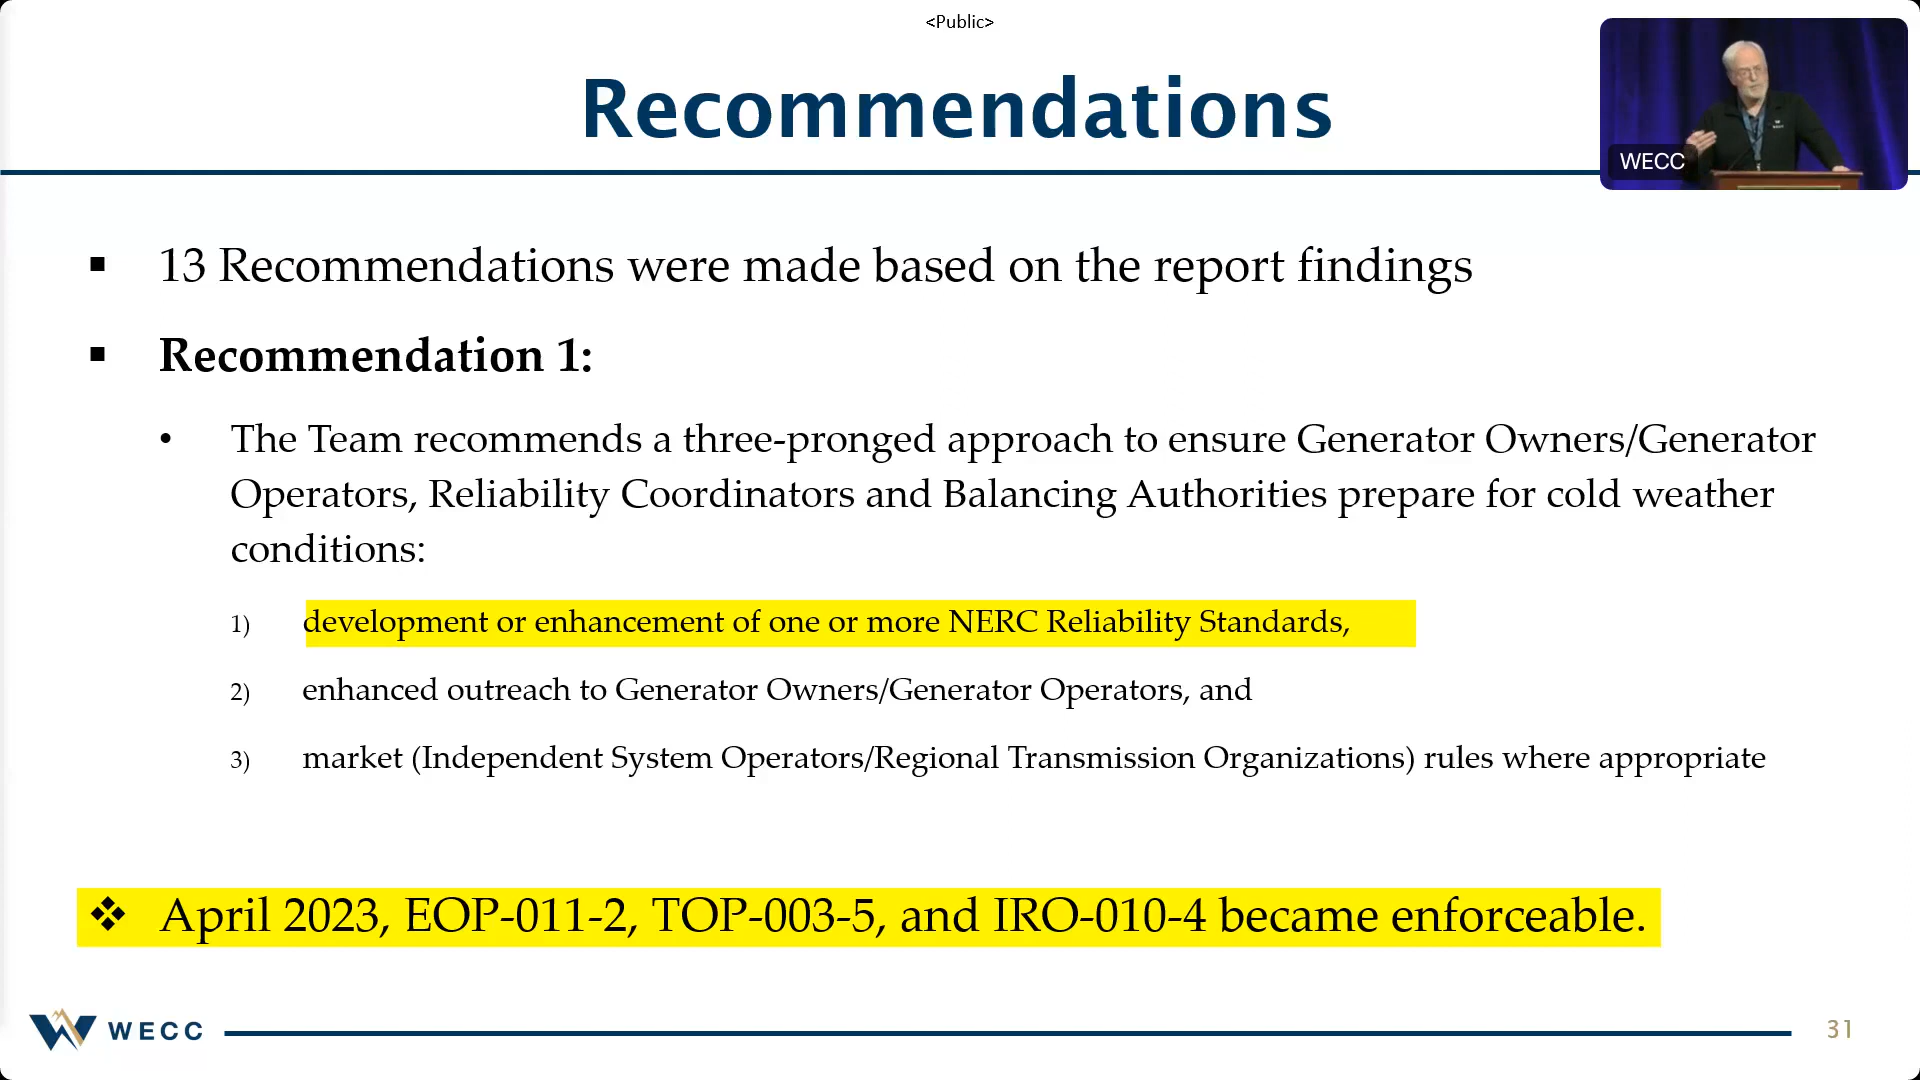 <Public>
Recommendations
WECC
▪ 13 Recommendations were made based on the report findings
▪ Recommendation 1:
• The Team recommends a three-pronged approach to ensure Generator Owners/Generator
Operators, Reliability Coordinators and Balancing Authorities prepare for cold weather
conditions:
1) development or enhancement of one or more NERC Reliability Standards,
2) enhanced outreach to Generator Owners/Generator Operators, and
3) market (Independent System Operators/Regional Transmission Organizations) rules where appropriate
❖ April 2023, EOP-011-2, TOP-003-5, and IRO-010-4 became enforceable.
WECC
31